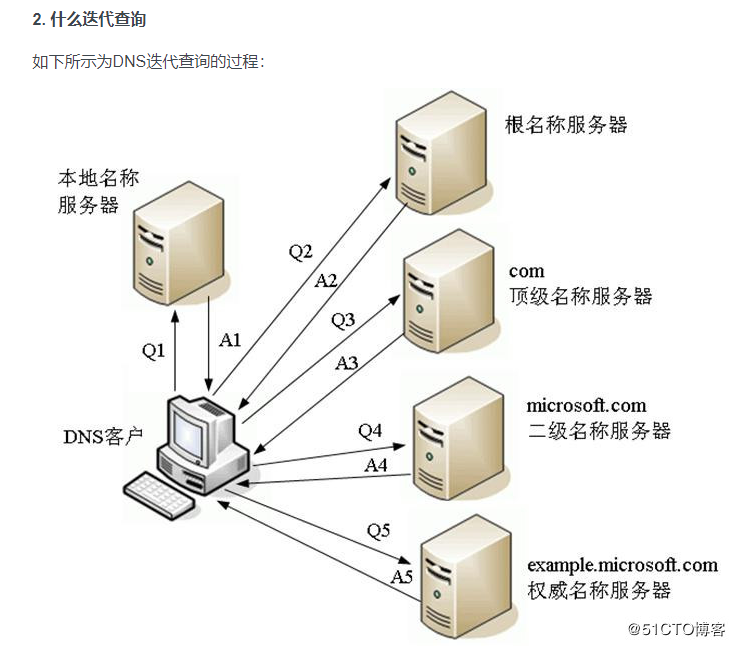 2. 什么迭代查询
如下所示为DNS迭代查询的过程：
根名称服务器
本地名称
服务器
Q2
A2
com
顶级名称服务器
Q3
Q1
A1
A3
microsoft.com
二级名称服务器
DNS客户
Q4
A4
Q5
A5
example.microsoft.com
权威名称服务器
@51CTO博客